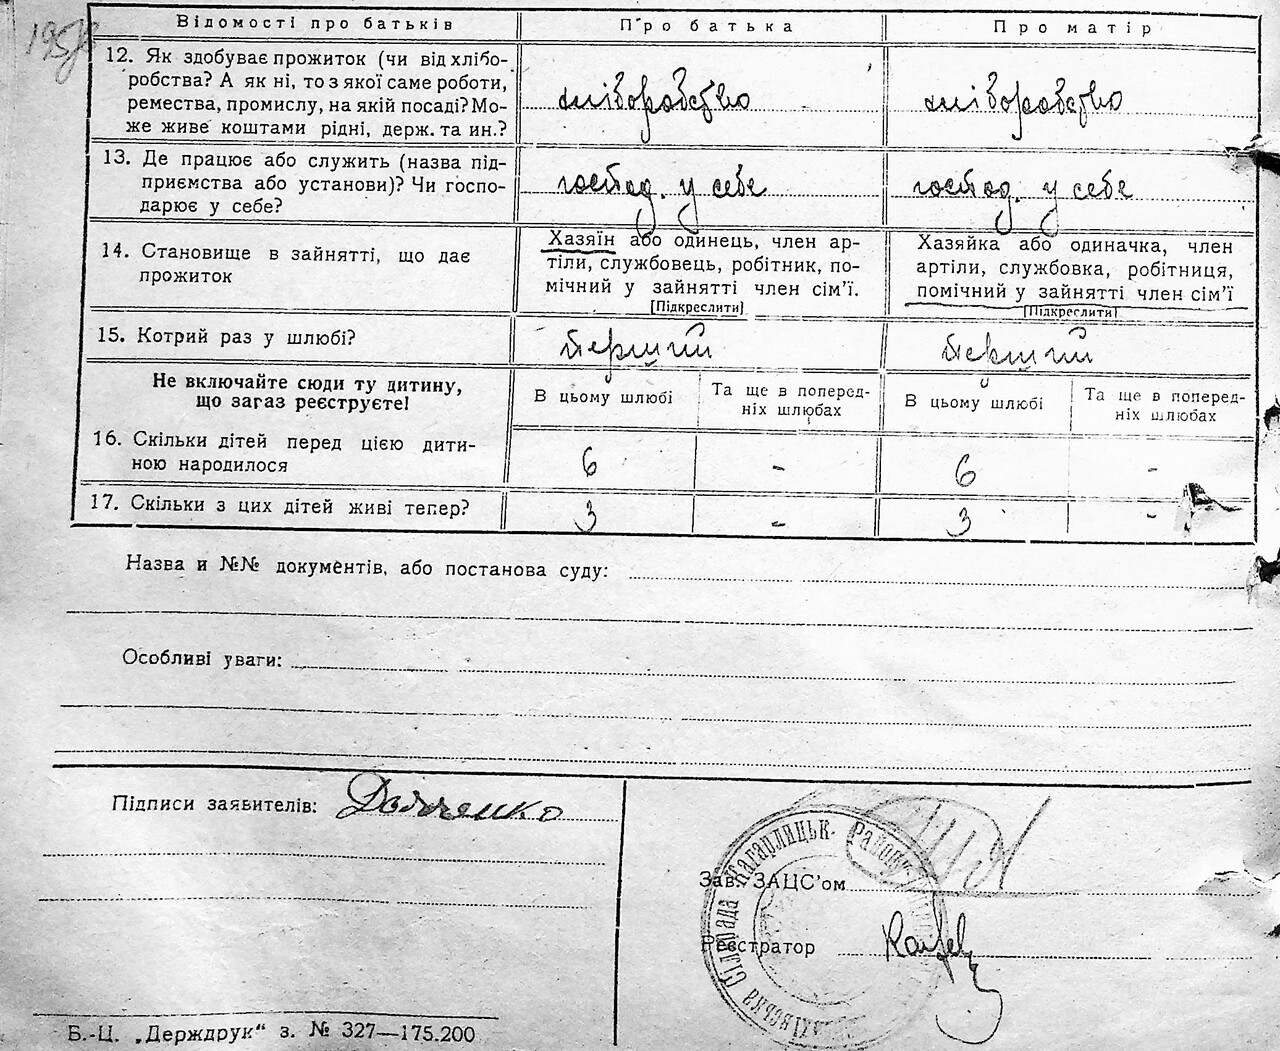 Відомості про батьків
Про батька
Про матір
12. Як здобуває прожиток (чи від хлібо-
робства? А як ні, то з якої саме роботи,
ремества, промислу, на якій посаді? Мо-
же живе коштами рідні, держ. та ин.?
хліборобство
хліборобство
13. Де працює або служить (назва під-
приємства або установи)? Чи госпо-
дарює у себе?
господ. у себе
господ. у себе
14. Становище в зайнятті, що дає
прожиток
Хазяїн або одинець, член ар-
тіли, службовець, робітник, по-
мічний у зайнятті член сім’ї.
[Підкреслити]
Хазяйка або одиначка, член
артіли, службовка, робітниця,
помічний у зайнятті член сім’ї
[Підкреслити]
15. Котрий раз у шлюбі?
перший
перший
Не включайте сюди ту дитину,
що загаз реєструєте!
В цьому шлюбі
Та ще в поперед-
ніх шлюбах
В цьому шлюбі
Та ще в поперед-
ніх шлюбах
16. Скільки дітей перед цією дити-
ною народилося
6
-
6
-
17. Скільки з цих дітей живі тепер?
3
-
3
-
Назва и №№ документів, або постанова суду:
Особливі уваги:
Підписи заявителів:
Зав. ЗАЦС’ом
Реєстратор
Сільрада Кагарлицьк. Район
Б.-Ц. „Держдрук“ з. № 327—175.200